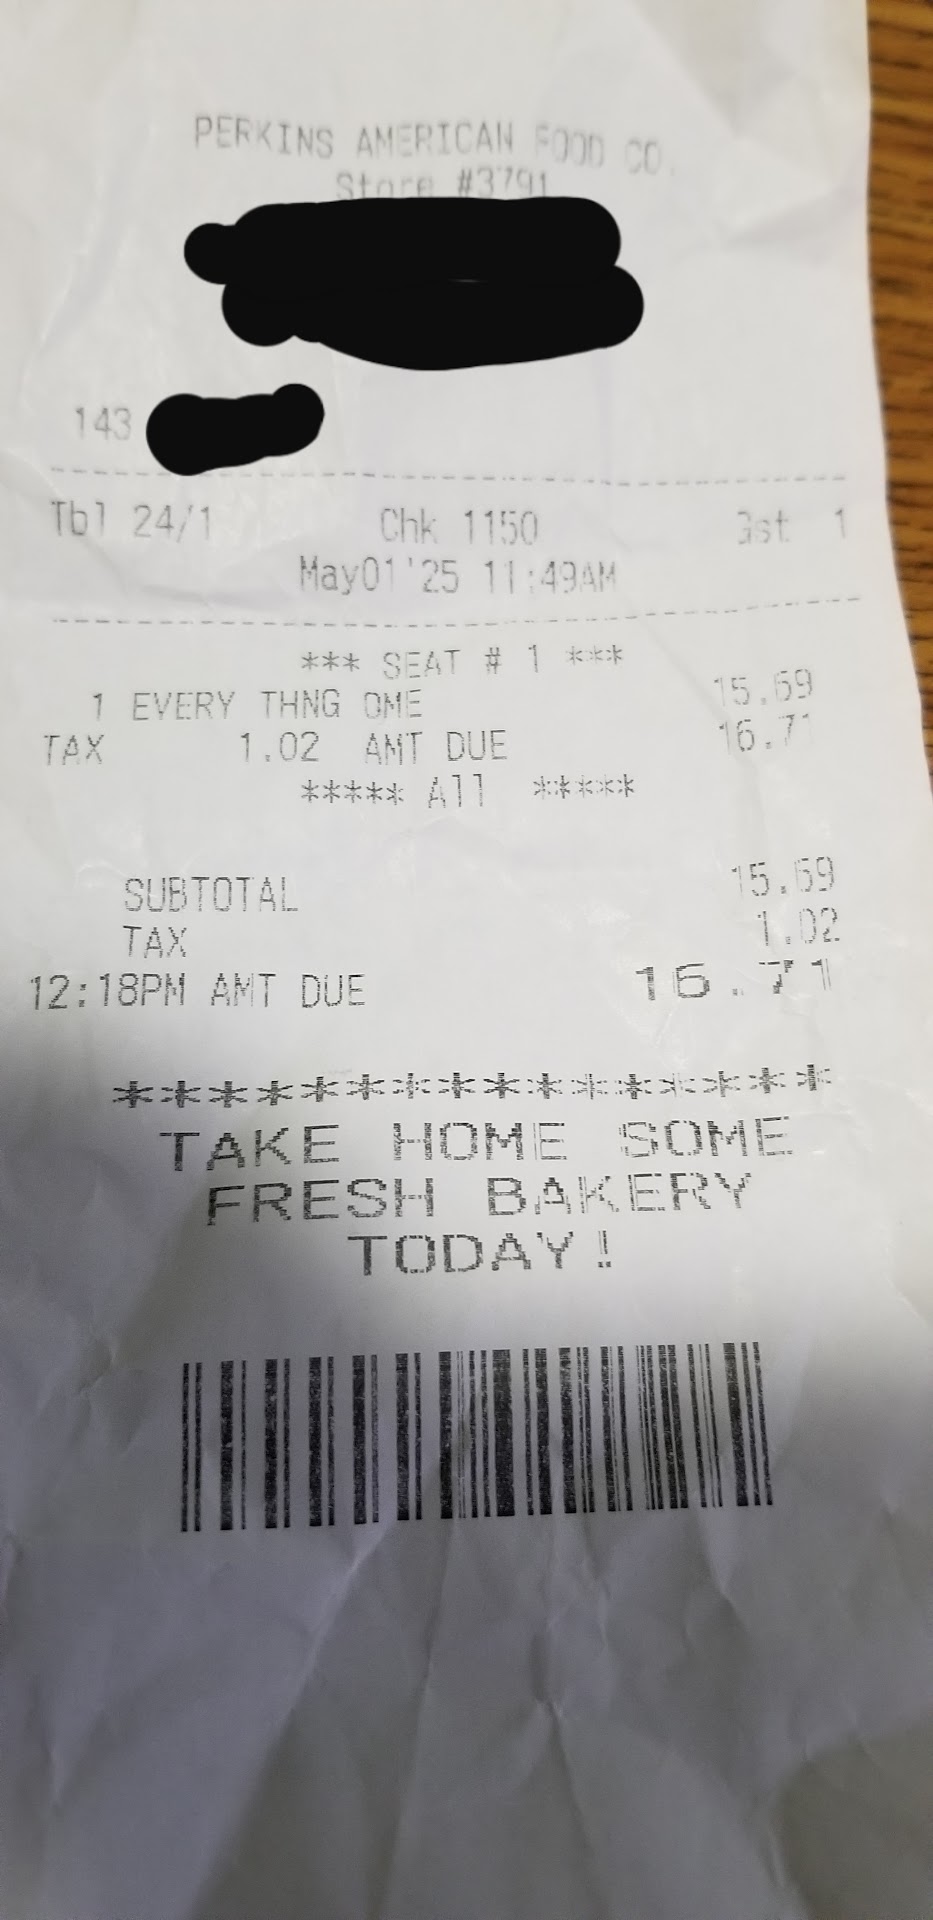 PERKINS AMERICAN FOOD CO.
Store #3791
143
Tbl 24/1 Chk 1150 Gst 1
May01'25 11:49AM
*** SEAT # 1 ***
1 EVERY THNG OME 15.69
TAX 1.02 AMT DUE 16.71
***** All *****
SUBTOTAL 15.69
TAX 1.02
12:18PM AMT DUE 16.71
****************
TAKE HOME SOME
FRESH BAKERY
TODAY!